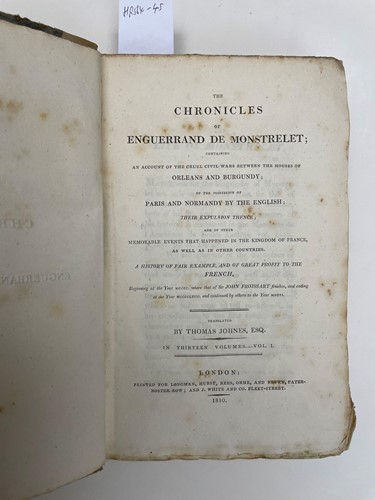 HRBK-45
THE
CHRONICLES
OF
ENGUERRAND DE MONSTRELET;
CONTAINING
AN ACCOUNT OF THE CRUEL CIVIL WARS BETWEEN THE HOUSES OF
ORLEANS AND BURGUNDY;
OF THE POSSESSION OF
PARIS AND NORMANDY BY THE ENGLISH;
THEIR EXPULSION THENCE;
AND OF OTHER
MEMORABLE EVENTS THAT HAPPENED IN THE KINGDOM OF FRANCE,
AS WELL AS IN OTHER COUNTRIES.
A HISTORY OF FAIR EXAMPLE, AND OF GREAT PROFIT TO THE
FRENCH,
Beginning at the Year where that of Sir JOHN FROISSART finishes, and ending
at the Year and continued by others to the Year
TRANSLATED
BY THOMAS JOHNES, ESQ.
IN THIRTEEN VOLUMES....VOL. I.
LONDON:
PRINTED FOR LONGMAN, HURST, REES, ORME, AND BROWN, PATER-
NOSTER-ROW; AND J. WHITE AND CO. FLEET-STREET.
1810.